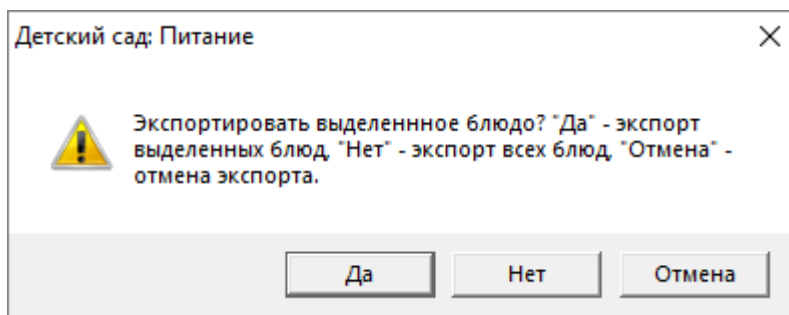 Детский сад: Питание
Экспортировать выделеннное блюдо? "Да" - экспорт
выделенных блюд, "Нет" - экспорт всех блюд, "Отмена" -
отмена экспорта.
Да Нет Отмена